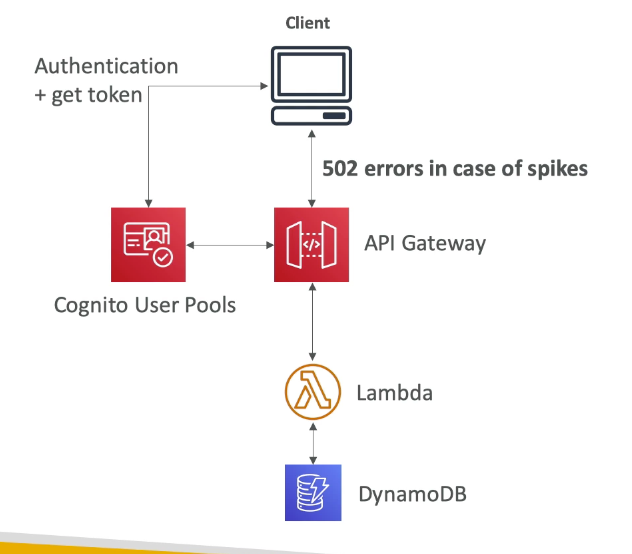 Client
Authentication
+ get token
502 errors in case of spikes
</>
API Gateway
Cognito User Pools
Lambda
DynamoDB